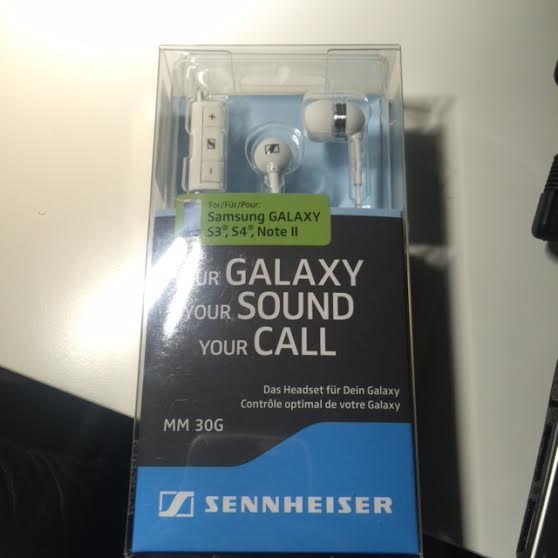 +
-
For/Für/Pour:
Samsung GALAXY
S3®, S4®, Note II
YOUR GALAXY
YOUR SOUND
YOUR CALL
Das Headset für Dein Galaxy
Contrôle optimal de votre Galaxy
MM 30G
SENNHEISER